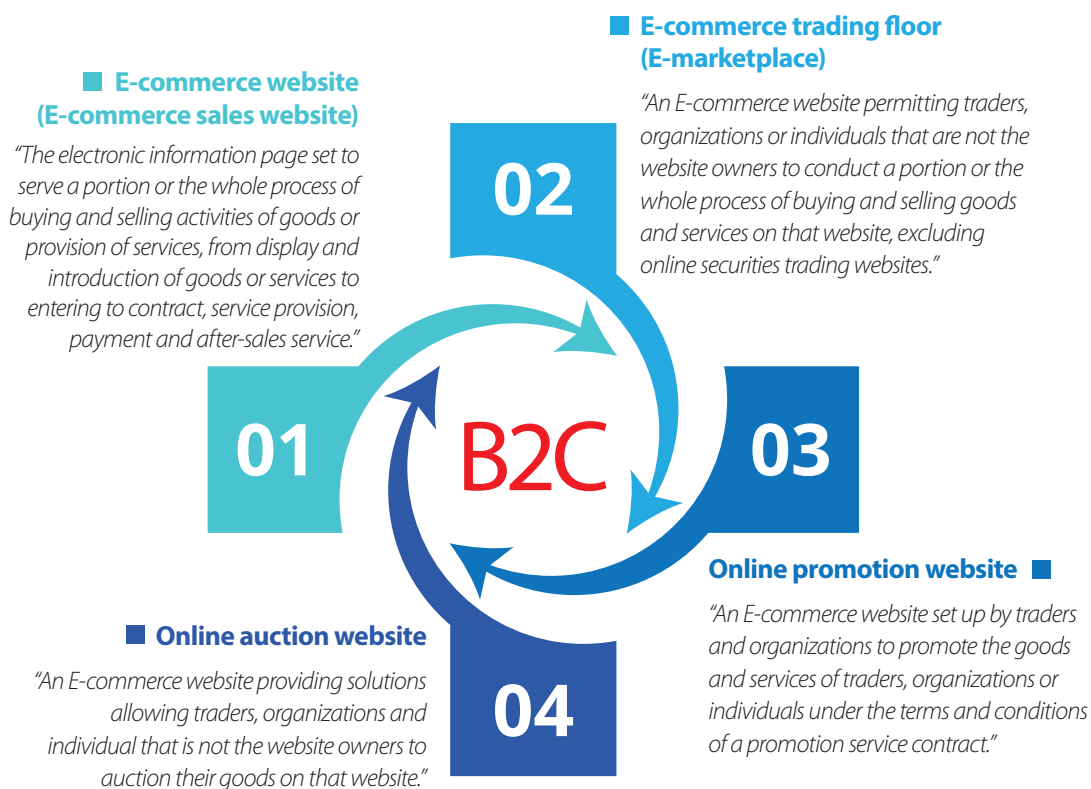 E-commerce website
(E-commerce sales website)
“The electronic information page set to
serve a portion or the whole process of
buying and selling activities of goods or
provision of services, from display and
introduction of goods or services to
entering to contract, service provision,
payment and after-sales service.”
01
E-commerce trading floor
(E-marketplace)
“An E-commerce website permitting traders,
organizations or individuals that are not the
website owners to conduct a portion or the
whole process of buying and selling goods
and services on that website, excluding
online securities trading websites.”
02
B2C
03
Online promotion website
“An E-commerce website set up by traders
and organizations to promote the goods
and services of traders, organizations or
individuals under the terms and conditions
of a promotion service contract.”
Online auction website
“An E-commerce website providing solutions
allowing traders, organizations and
individual that is not the website owners to
auction their goods on that website.”
04